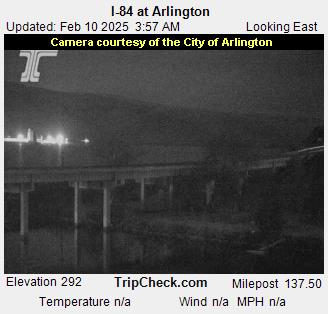 I-84 at Arlington
Updated: Feb 10 2025 3:57 AM Looking East
Camera courtesy of the City of Arlington
Elevation 292 TripCheck.com Milepost 137.50
Temperature n/a Wind n/a MPH n/a